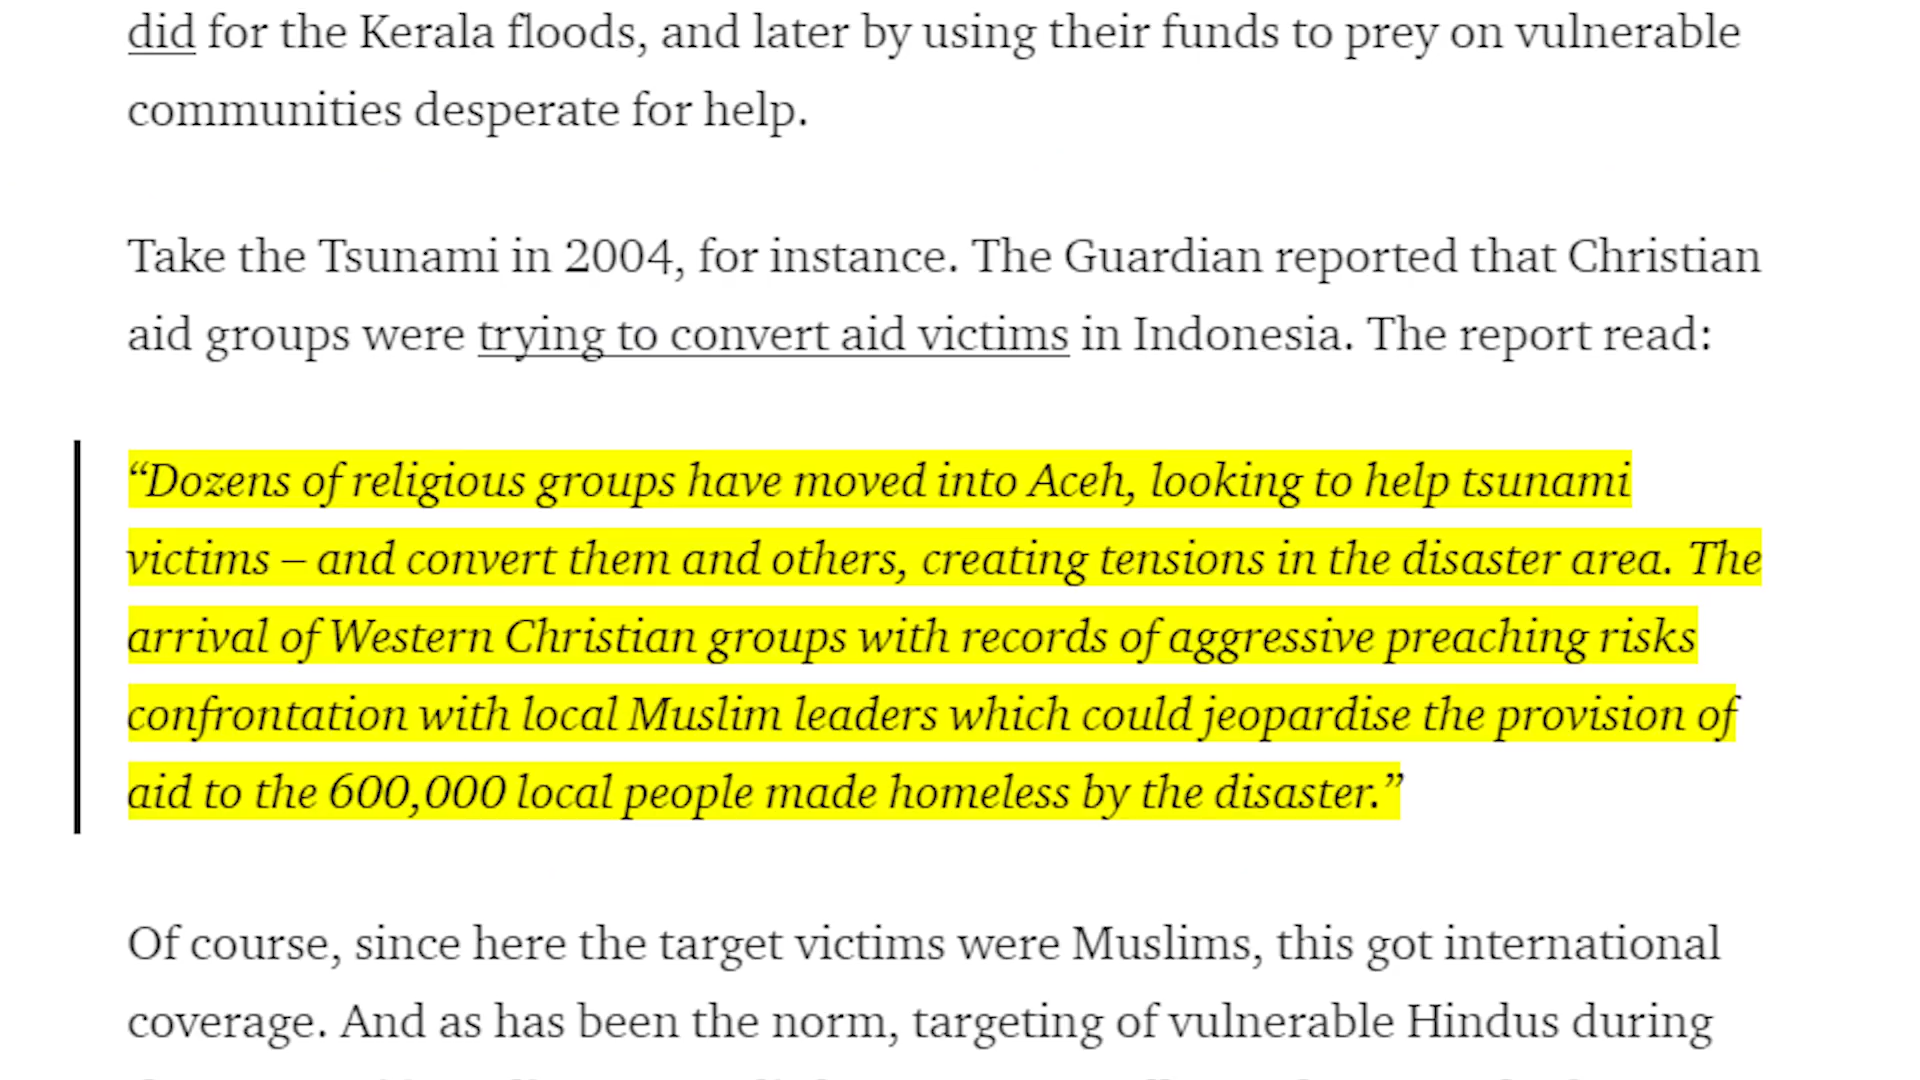 did for the Kerala floods, and later by using their funds to prey on vulnerable
communities desperate for help.
Take the Tsunami in 2004, for instance. The Guardian reported that Christian
aid groups were trying to convert aid victims in Indonesia. The report read:
“Dozens of religious groups have moved into Aceh, looking to help tsunami
victims – and convert them and others, creating tensions in the disaster area. The
arrival of Western Christian groups with records of aggressive preaching risks
confrontation with local Muslim leaders which could jeopardise the provision of
aid to the 600,000 local people made homeless by the disaster.”
Of course, since here the target victims were Muslims, this got international
coverage. And as has been the norm, targeting of vulnerable Hindus during